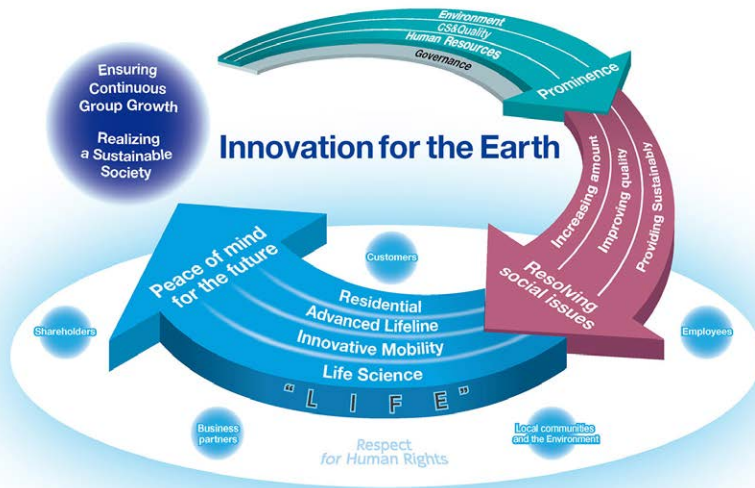 Environment
CS&Quality
Human Resources
Governance
Prominence
Ensuring
Continuous
Group Growth
Realizing
a Sustainable
Society
Innovation for the Earth
Increasing amount
Improving quality
Providing Sustainably
Resolving
social issues
Peace of mind
for the future
Residential
Advanced Lifeline
Innovative Mobility
Life Science
"LIFE"
Customers
Shareholders
Employees
Business
partners
Local communities
and the Environment
Respect
for Human Rights